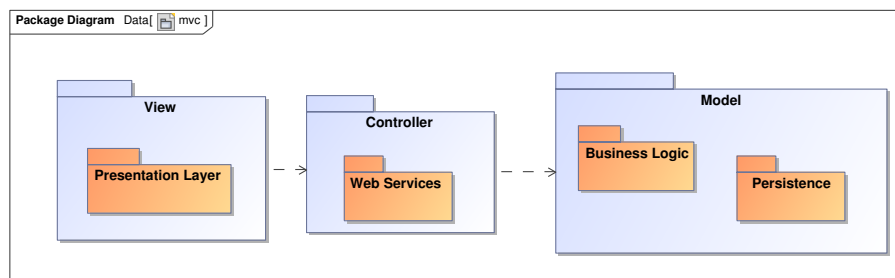 Package Diagram Data[ mvc ]
View
Presentation Layer
Controller
Web Services
Model
Business Logic
Persistence